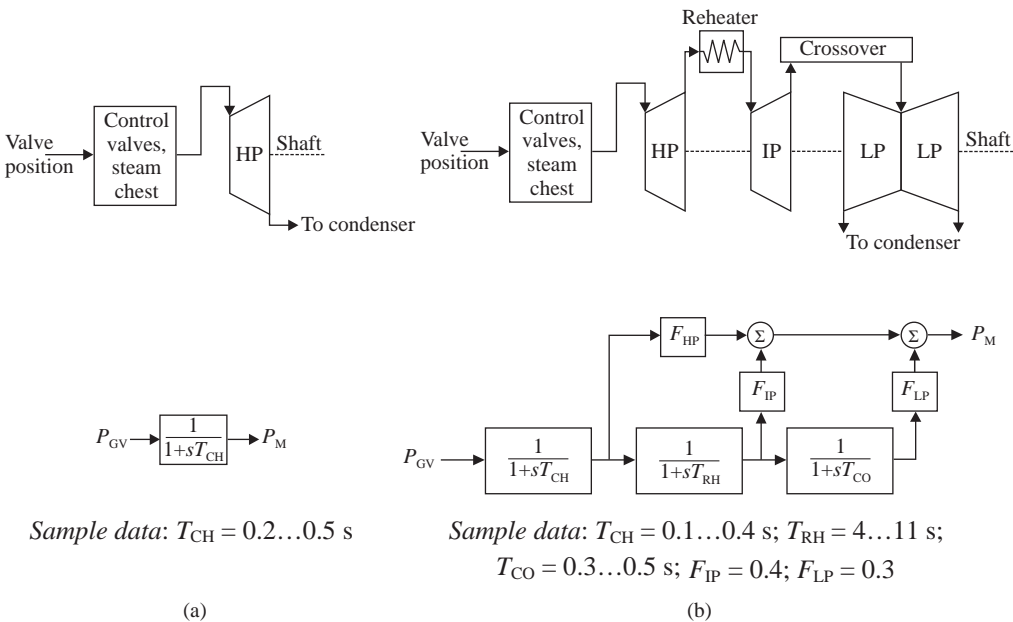 Valve
position
Control
valves,
steam
chest
HP
Shaft
To condenser
P_GV
1
1+sT_CH
P_M
Sample data: T_CH = 0.2…0.5 s
(a)
Reheater
Crossover
Valve
position
Control
valves,
steam
chest
HP
IP
LP
LP
Shaft
To condenser
F_HP
Σ
Σ
P_M
F_IP
F_LP
P_GV
1
1+sT_CH
1
1+sT_RH
1
1+sT_CO
Sample data: T_CH = 0.1…0.4 s; T_RH = 4…11 s;
T_CO = 0.3…0.5 s; F_IP = 0.4; F_LP = 0.3
(b)